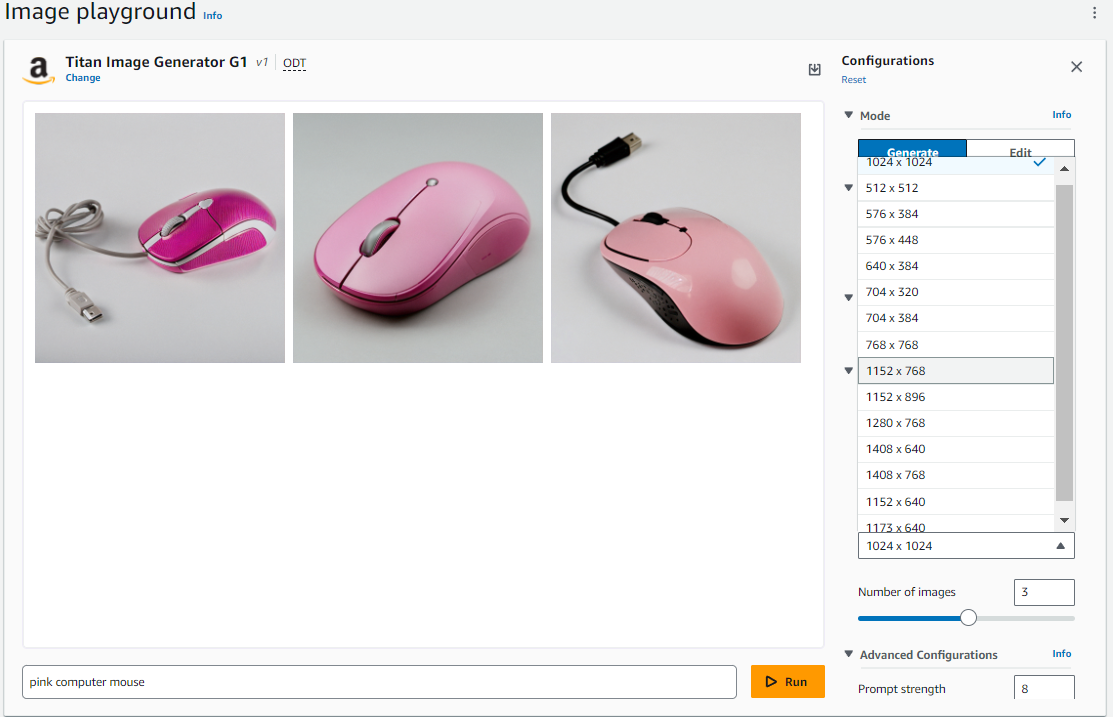 Image playground Info
a Titan Image Generator G1 v1 ODT
Change
Configurations
Reset
Mode Info
Generate Edit
1024 x 1024
512 x 512
576 x 384
576 x 448
640 x 384
704 x 320
704 x 384
768 x 768
1152 x 768
1152 x 896
1280 x 768
1408 x 640
1408 x 768
1152 x 640
1173 x 640
1024 x 1024
Number of images 3
Advanced Configurations Info
Prompt strength 8
pink computer mouse Run